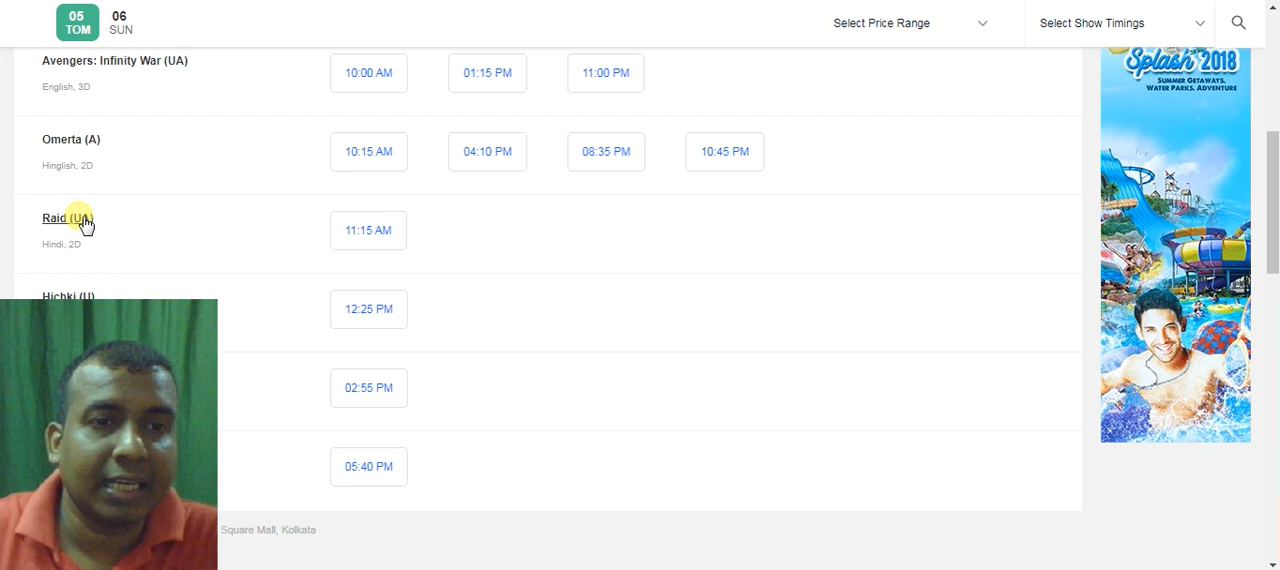 05
TOM
06
SUN
Select Price Range
Select Show Timings
Avengers: Infinity War (UA)
English, 3D
10:00 AM
01:15 PM
11:00 PM
Omerta (A)
Hinglish, 2D
10:15 AM
04:10 PM
08:35 PM
10:45 PM
Raid (UA)
Hindi, 2D
11:15 AM
Hichki (U)
12:25 PM
02:55 PM
05:40 PM
Square Mall, Kolkata
Splash 2018
SUMMER GETAWAYS,
WATER PARKS, ADVENTURE